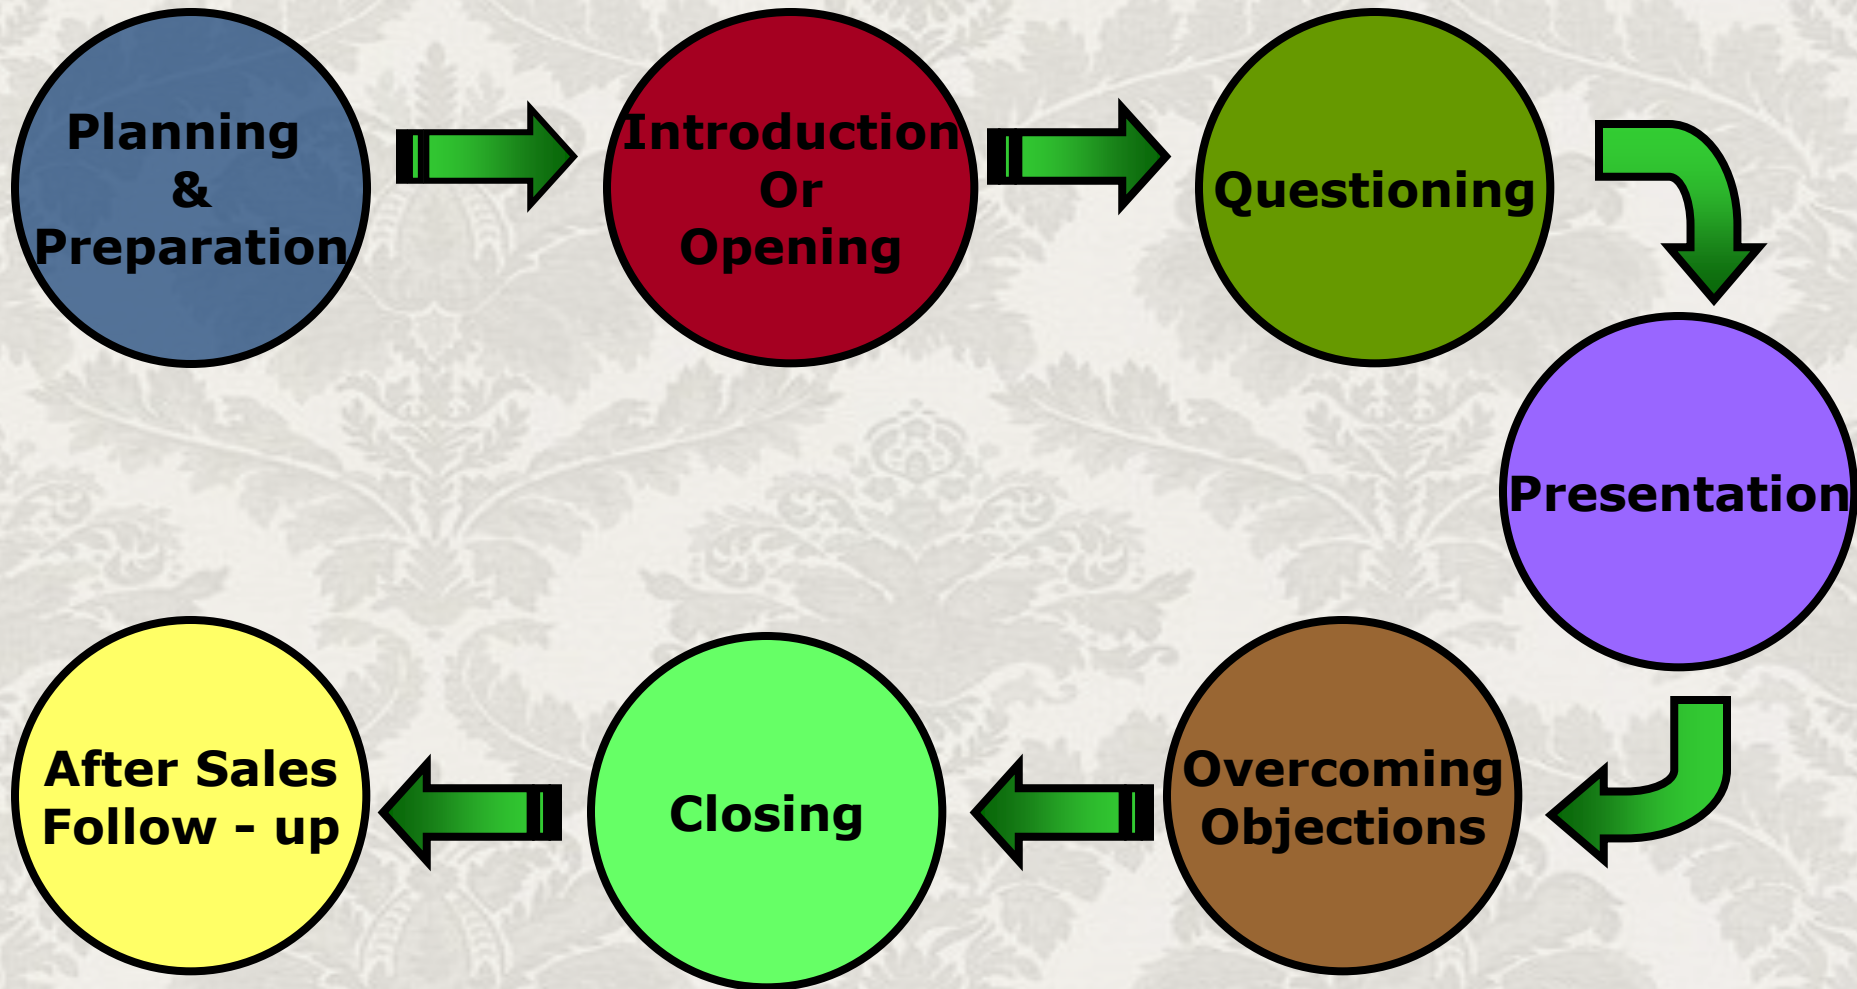 Planning
&
Preparation
Introduction
Or
Opening
Questioning
Presentation
Overcoming
Objections
Closing
After Sales
Follow - up